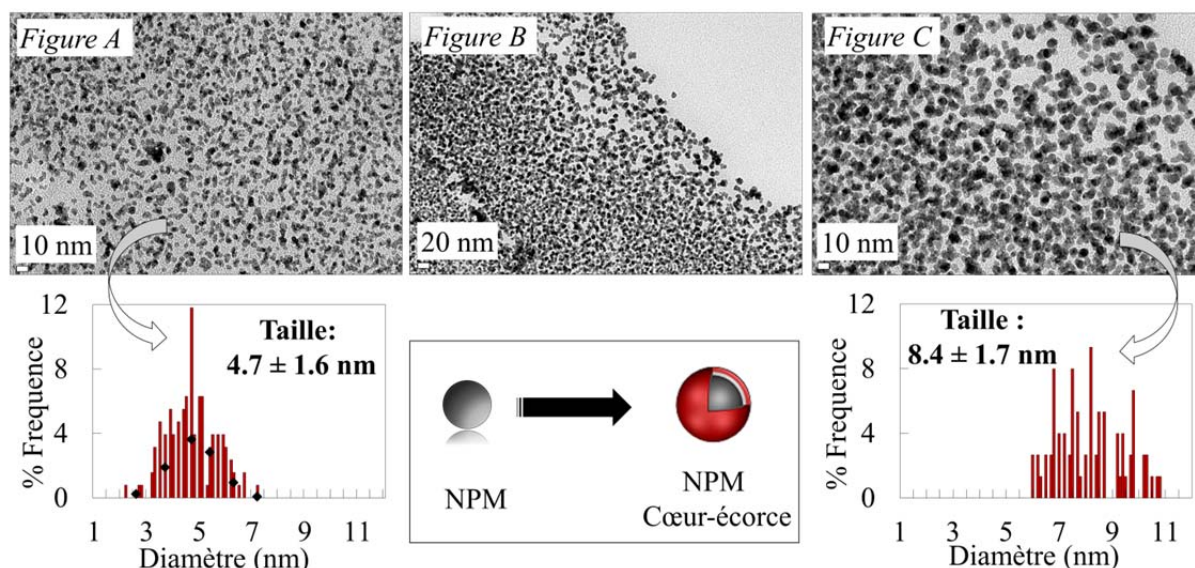 Figure A
Figure B
Figure C
10 nm
20 nm
10 nm
12
8
4
0
% Frequence
Taille:
4.7 ± 1.6 nm
1 3 5 7 9 11
Diamètre (nm)
NPM
NPM
Cœur-écorce
12
8
4
0
% Frequence
Taille :
8.4 ± 1.7 nm
1 3 5 7 9 11
Diamètre (nm)